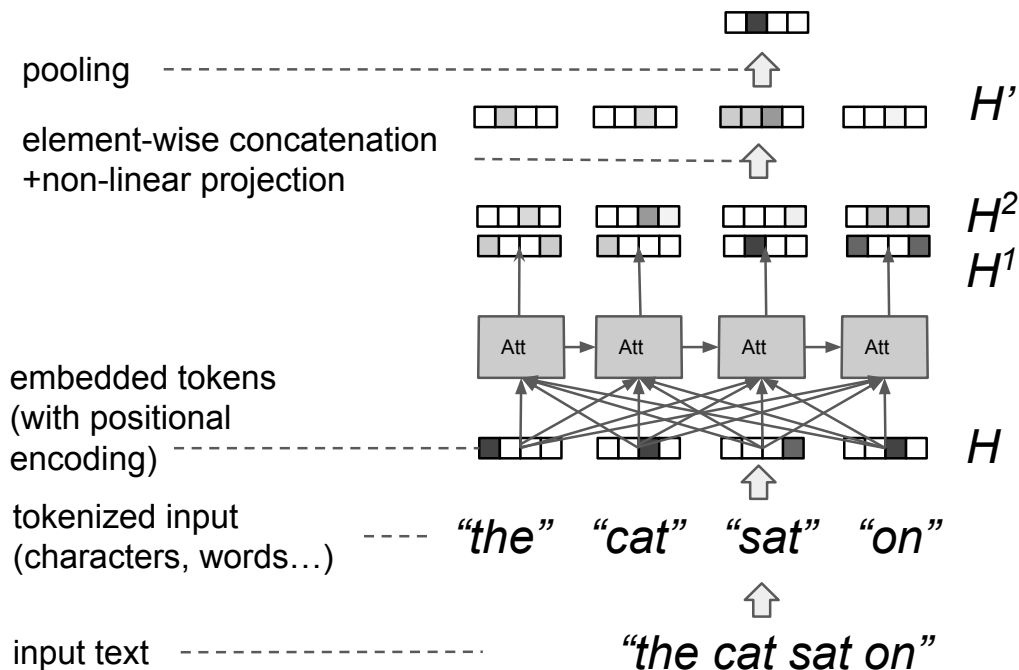 pooling
H’
element-wise concatenation
+non-linear projection
H2
H1
Att Att Att Att
embedded tokens
(with positional
encoding)
H
tokenized input
(characters, words…)
“the” “cat” “sat” “on”
input text
“the cat sat on”